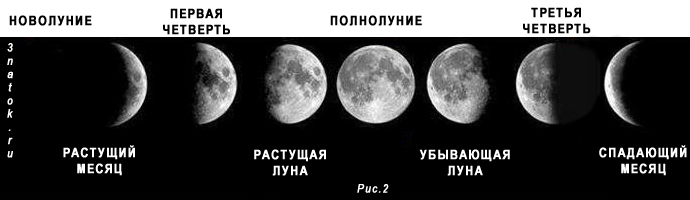 НОВОЛУНИЕ
ПЕРВАЯ
ЧЕТВЕРТЬ
ПОЛНОЛУНИЕ
ТРЕТЬЯ
ЧЕТВЕРТЬ
3natok.ru
РАСТУЩИЙ
МЕСЯЦ
РАСТУЩАЯ
ЛУНА
УБЫВАЮЩАЯ
ЛУНА
СПАДАЮЩИЙ
МЕСЯЦ
Рис.2